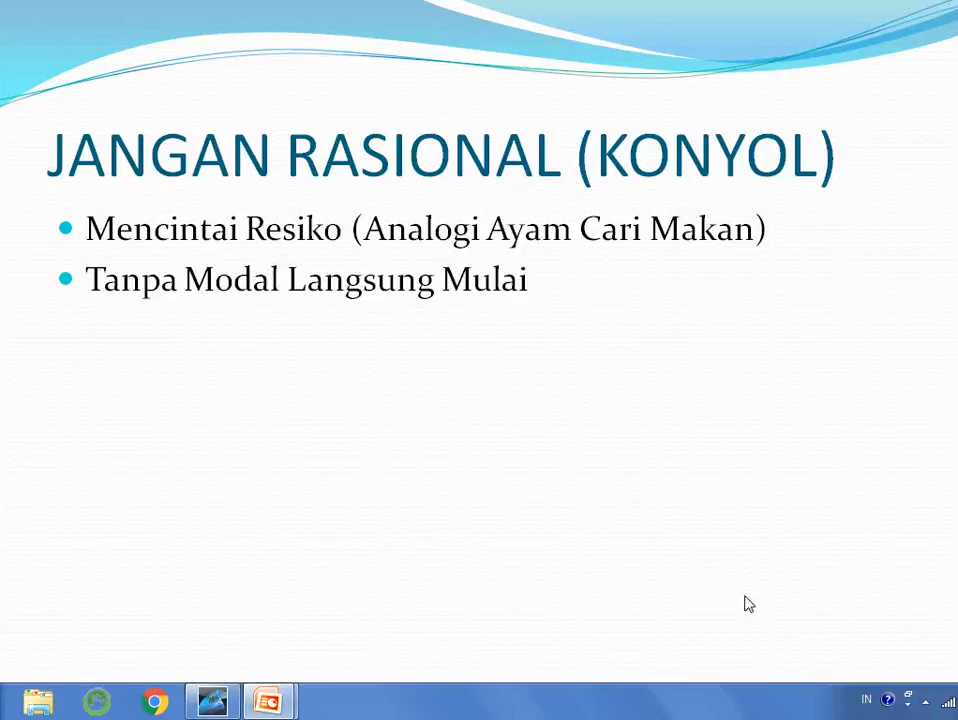 JANGAN RASIONAL (KONYOL)
Mencintai Resiko (Analogi Ayam Cari Makan)
Tanpa Modal Langsung Mulai
IN